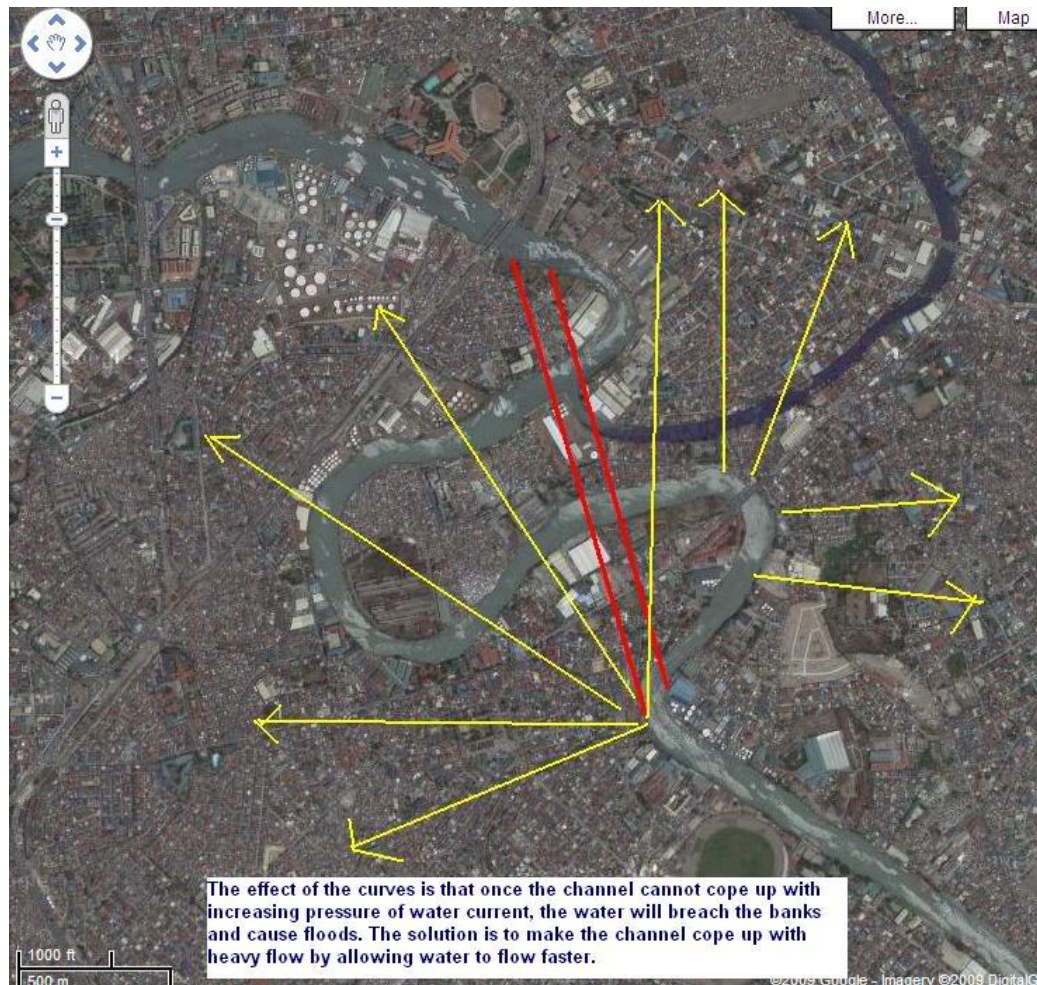 More...
Map
The effect of the curves is that once the channel cannot cope up with
increasing pressure of water current, the water will breach the banks
and cause floods. The solution is to make the channel cope up with
heavy flow by allowing water to flow faster.
1000 ft
500 m
©2009 Google - Imagery ©2009 DigitalG